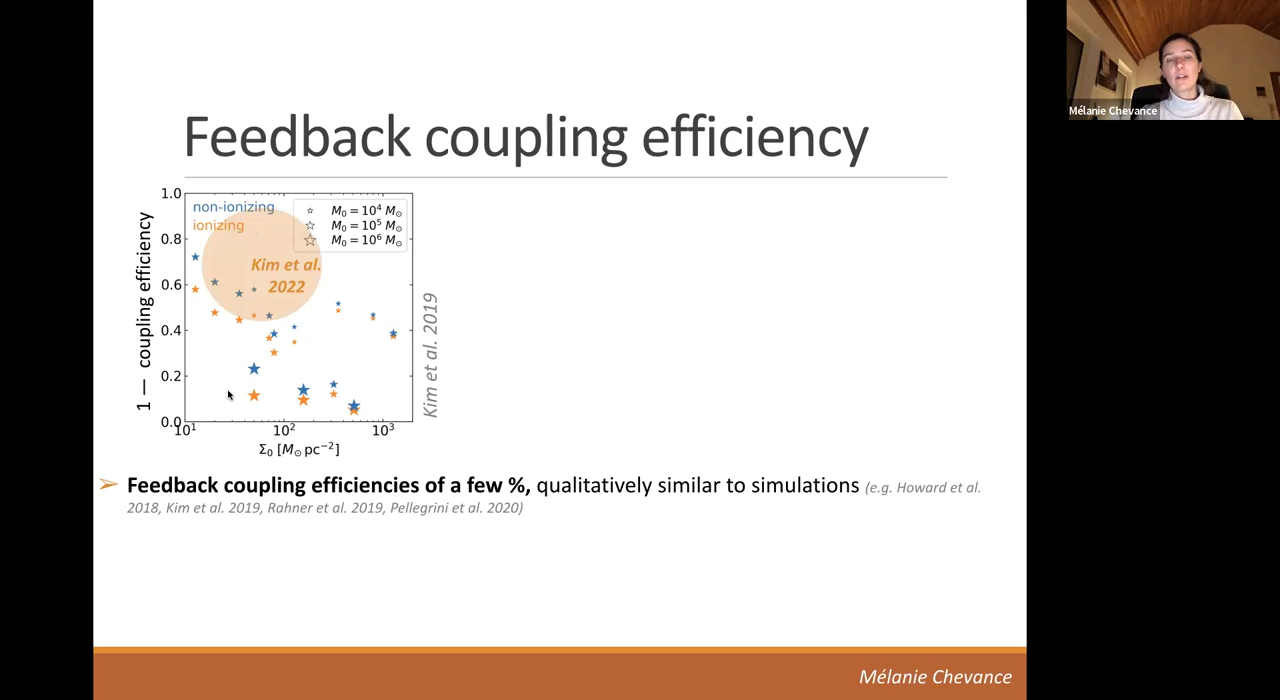 Mélanie Chevance
Feedback coupling efficiency
1 — coupling efficiency
1.0
0.8
0.6
0.4
0.2
0.0
non-ionizing
ionizing
M₀ = 10⁴ M⊙
M₀ = 10⁵ M⊙
M₀ = 10⁶ M⊙
Kim et al.
2022
10¹
10²
10³
Σ₀ [M⊙ pc⁻²]
Kim et al. 2019
➢ Feedback coupling efficiencies of a few %, qualitatively similar to simulations (e.g. Howard et al.
2018, Kim et al. 2019, Rahner et al. 2019, Pellegrini et al. 2020)
Mélanie Chevance